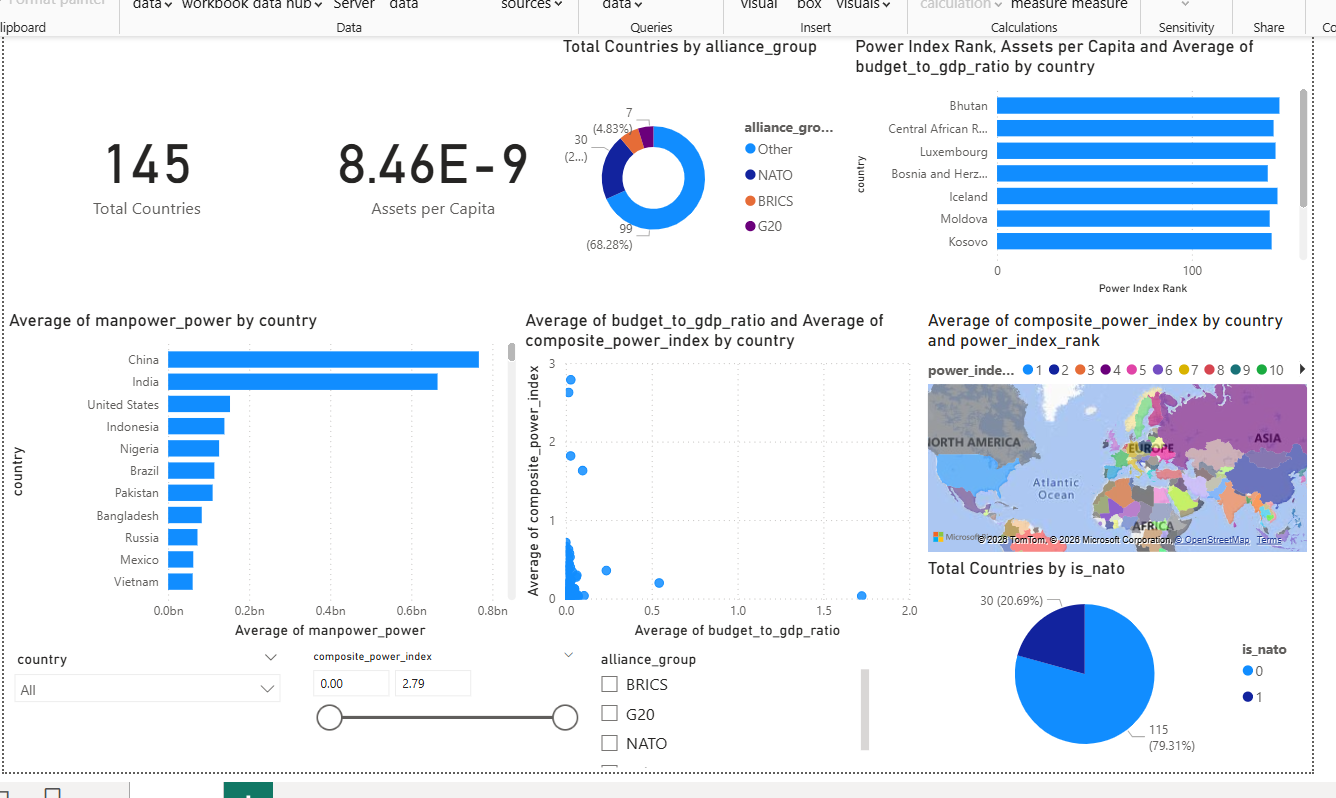 Format painter
data workbook data hub Server data sources data visual box visuals calculation measure measure
lipboard Data Queries Insert Calculations Sensitivity Share Co
145
Total Countries
8.46E-9
Assets per Capita
Total Countries by alliance_group
7
(4.83%)
30
(2...)
99
(68.28%)
alliance_gro...
Other
NATO
BRICS
G20
Power Index Rank, Assets per Capita and Average of
budget_to_gdp_ratio by country
country
Bhutan
Central African R...
Luxembourg
Bosnia and Herz...
Iceland
Moldova
Kosovo
0 100
Power Index Rank
Average of manpower_power by country
country
China
India
United States
Indonesia
Nigeria
Brazil
Pakistan
Bangladesh
Russia
Mexico
Vietnam
0.0bn 0.2bn 0.4bn 0.6bn 0.8bn
Average of manpower_power
Average of budget_to_gdp_ratio and Average of
composite_power_index by country
Average of composite_power_index
3
2
1
0
0.0 0.5 1.0 1.5 2.0
Average of budget_to_gdp_ratio
Average of composite_power_index by country
and power_index_rank
power_inde... 1 2 3 4 5 6 7 8 9 10
NORTH AMERICA
EUROPE
ASIA
Atlantic
Ocean
AFRICA
Microsoft
© 2026 TomTom, © 2026 Microsoft Corporation, © OpenStreetMap Terms
Total Countries by is_nato
30 (20.69%)
115
(79.31%)
is_nato
0
1
country
All
composite_power_index
0.00 2.79
alliance_group
BRICS
G20
NATO